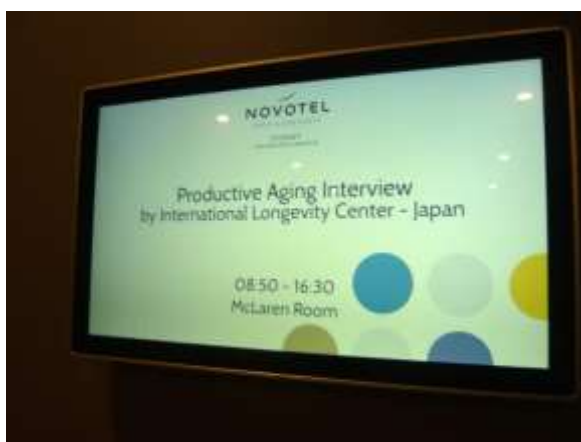 NOVOTEL
Productive Aging Interview
by International Longevity Center - Japan
08:50 - 16:30
McLaren Room